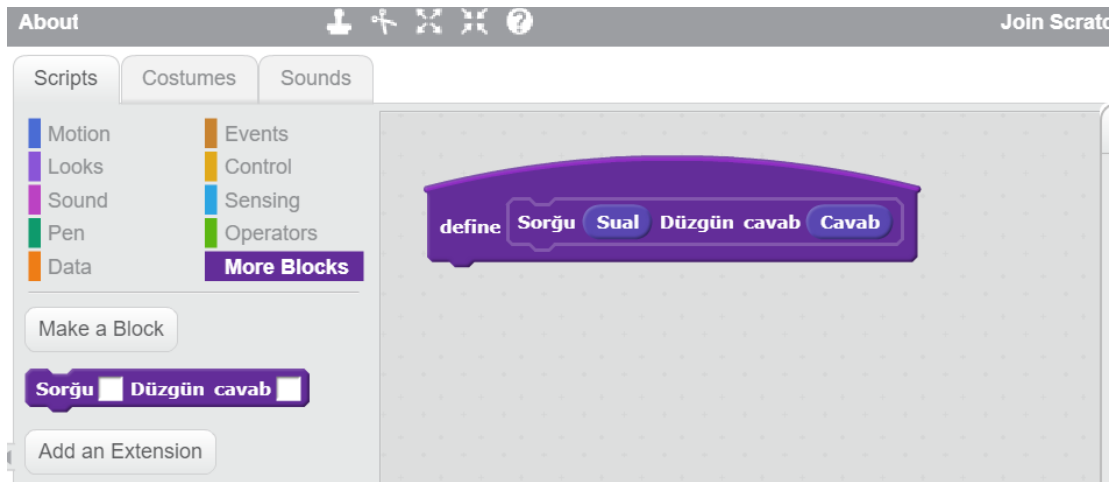 About
Join Scratc
Scripts Costumes Sounds
Motion Events
Looks Control
Sound Sensing
Pen Operators
Data More Blocks
Make a Block
Sorğu Düzgün cavab
Add an Extension
define Sorğu Sual Düzgün cavab Cavab